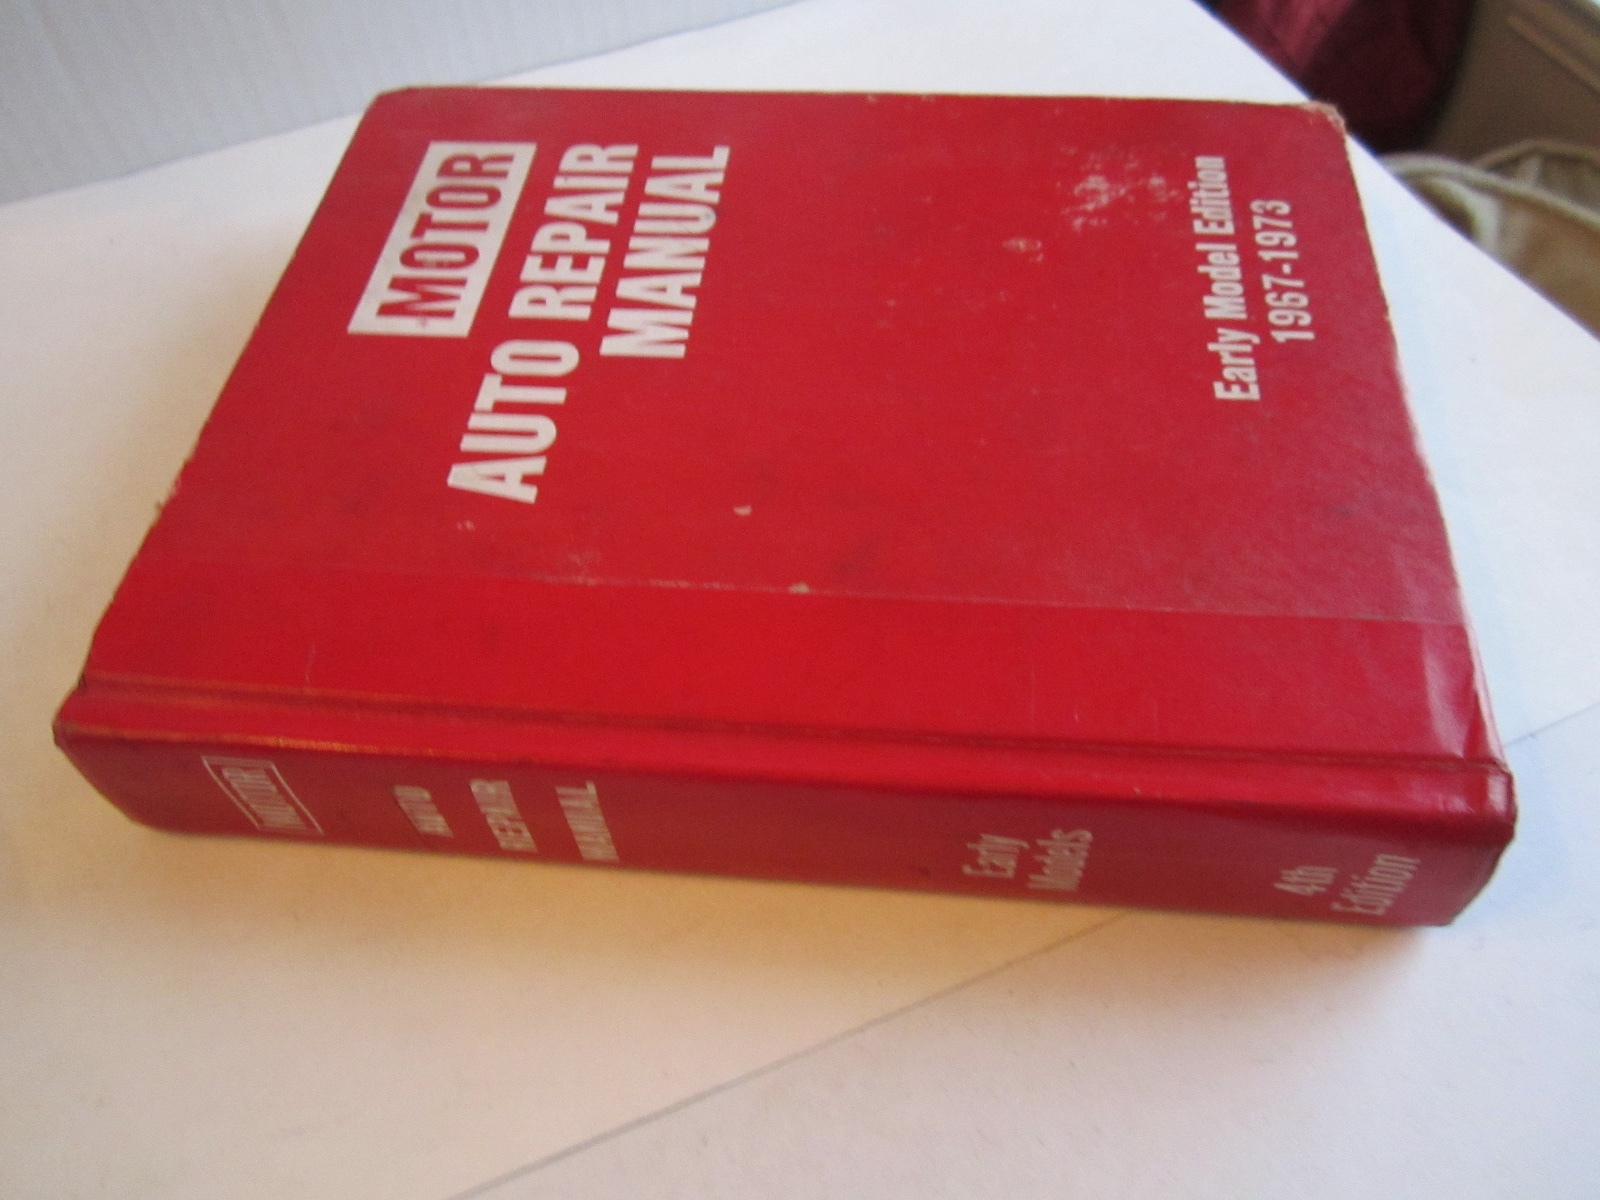 MOTOR
AUTO REPAIR
MANUAL
Early Model Edition
1967-1973
MOTOR
AUTO
REPAIR
MANUAL
Early
Models
4th
Edition